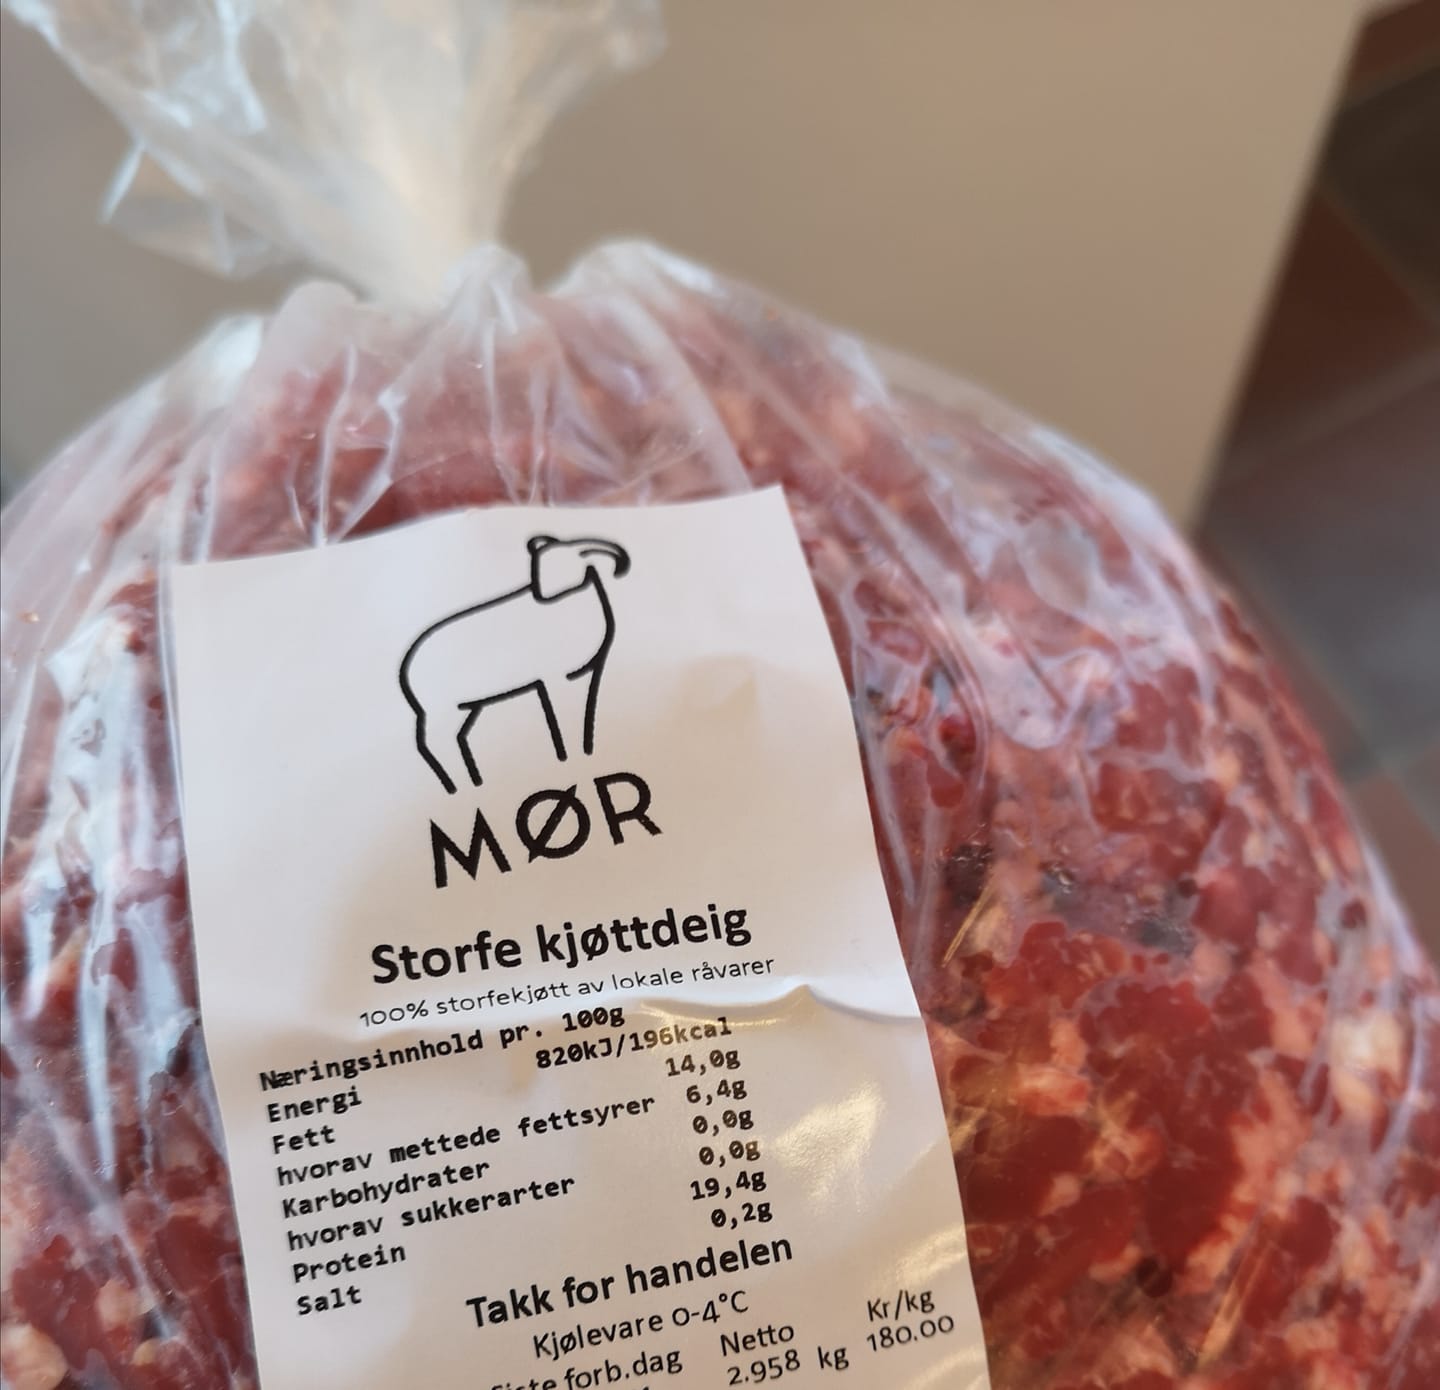 MØR
Storfe kjøttdeig
100% storfekjøtt av lokale råvarer
Næringsinnhold pr. 100g
Energi 820kJ/196kcal
Fett 14,0g
hvorav mettede fettsyrer 6,4g
Karbohydrater 0,0g
hvorav sukkerarter 0,0g
Protein 19,4g
Salt 0,2g
Takk for handelen
Kjølevare 0-4°C
forb.dag Netto Kr/kg
2.958 kg 180.00